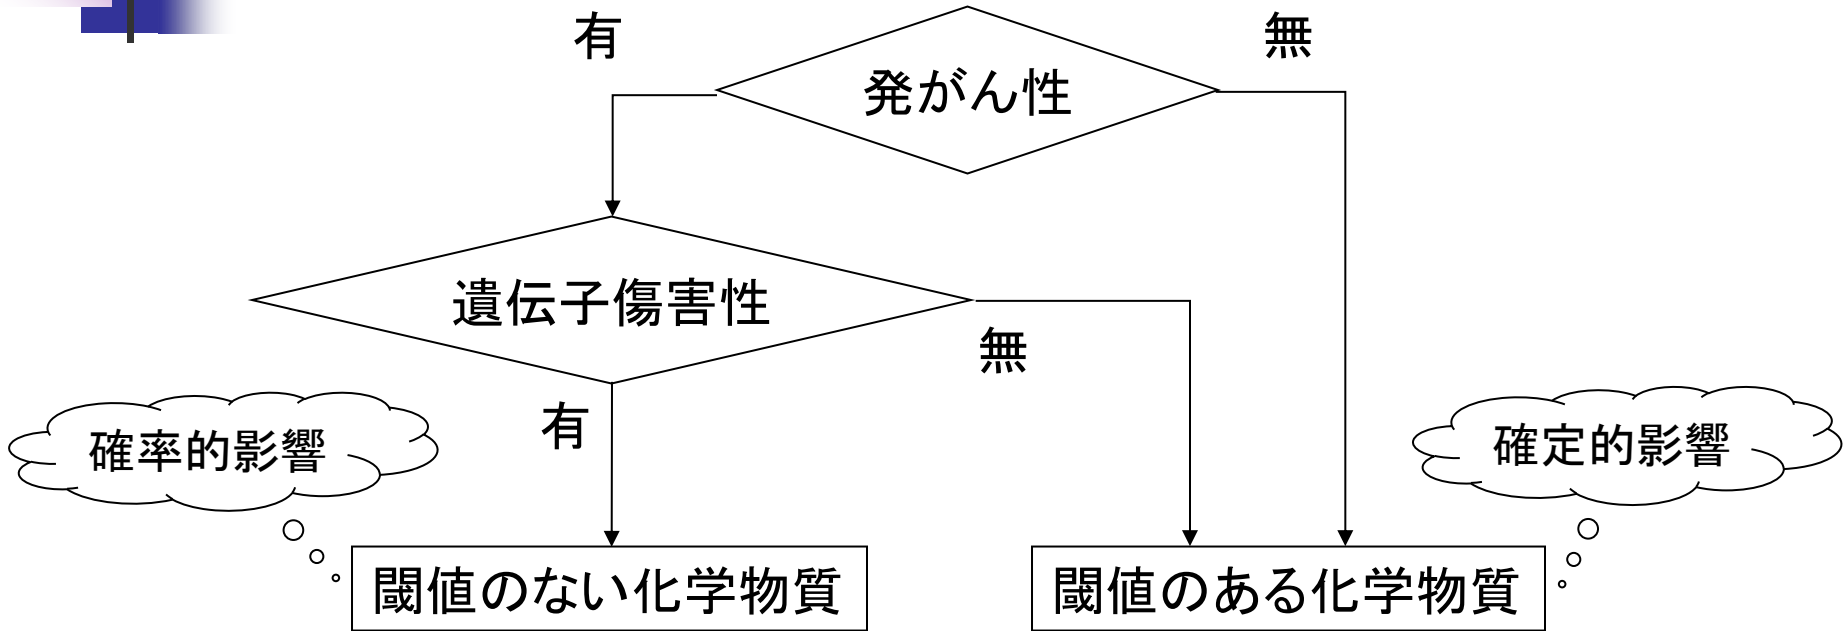 有
発がん性
無
遺伝子傷害性
無
有
確率的影響
確定的影響
閾値のない化学物質
閾値のある化学物質